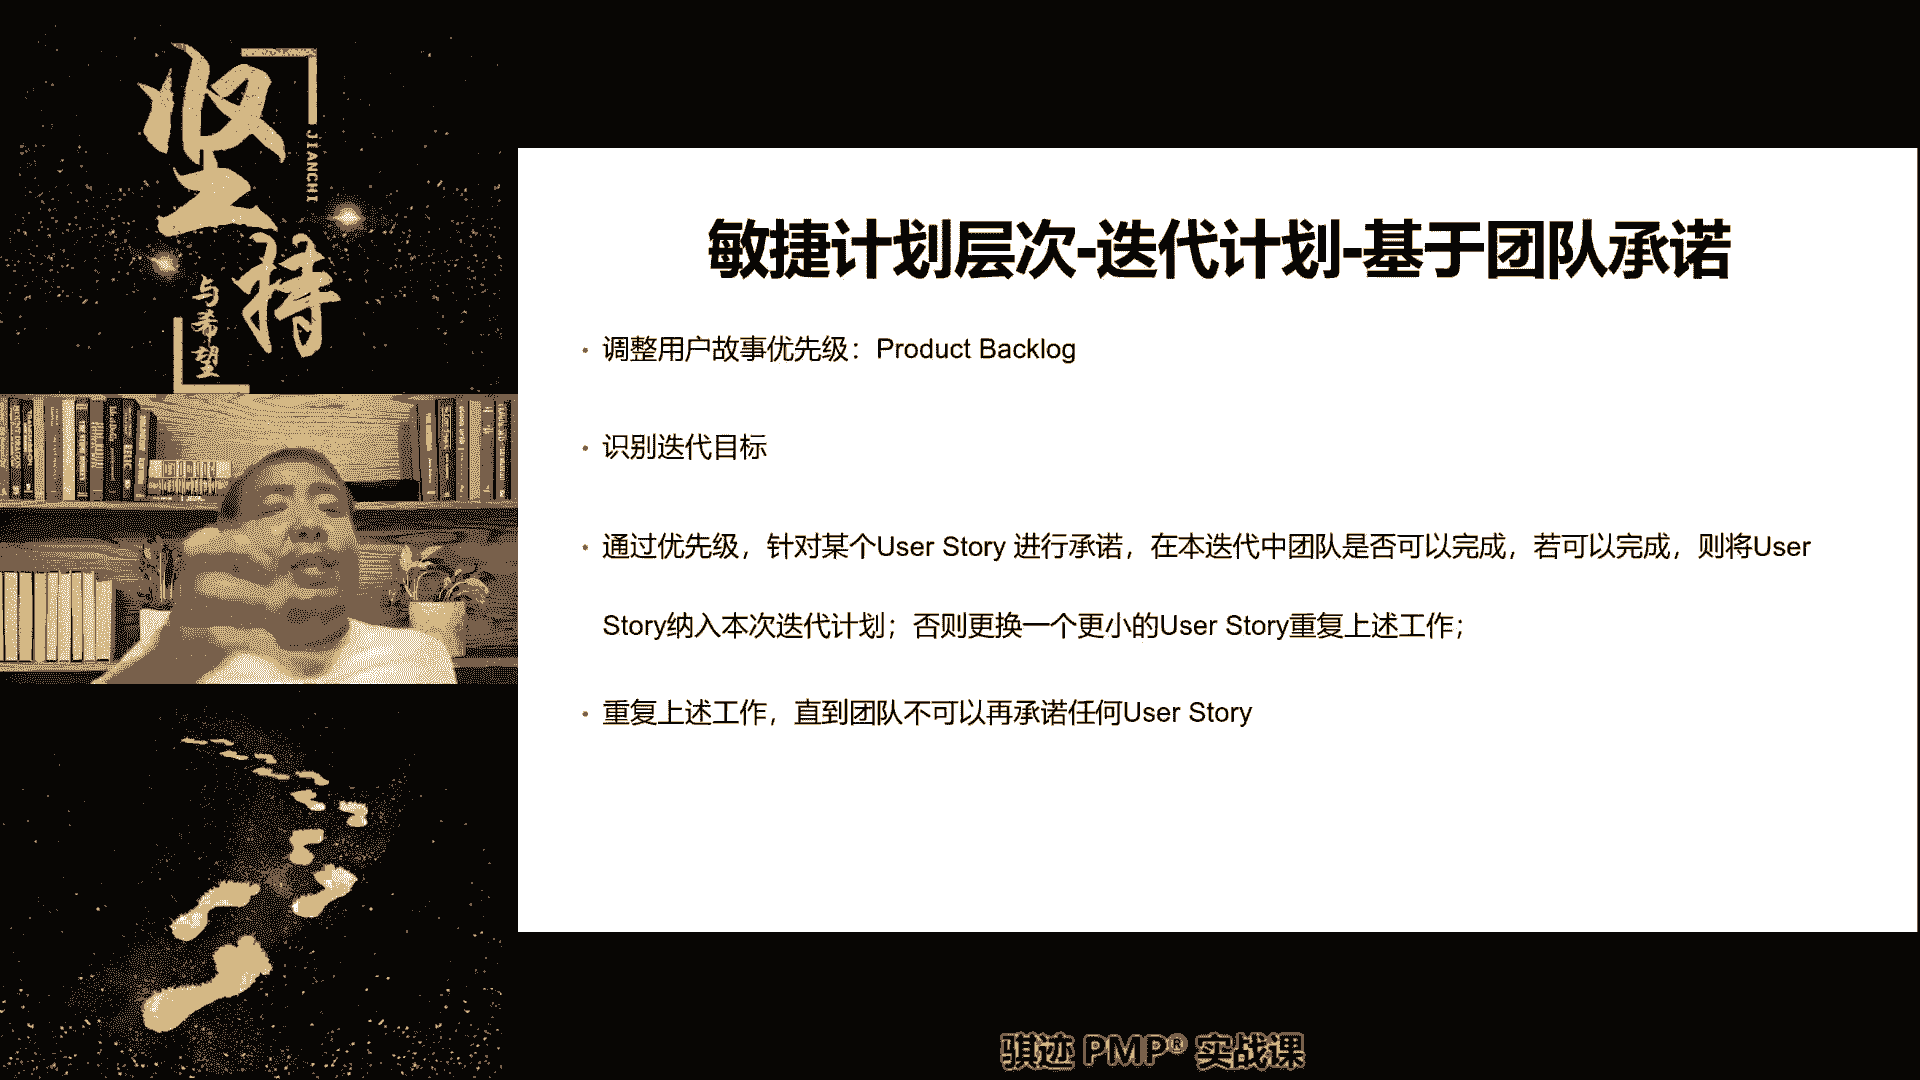 坚持
JIANCHI
与希望
敏捷计划层次-迭代计划-基于团队承诺
· 调整用户故事优先级：Product Backlog
· 识别迭代目标
· 通过优先级，针对某个User Story 进行承诺，在本迭代中团队是否可以完成，若可以完成，则将User
Story纳入本次迭代计划；否则更换一个更小的User Story重复上述工作；
· 重复上述工作，直到团队不可以再承诺任何User Story
骐迹 PMP® 实战课